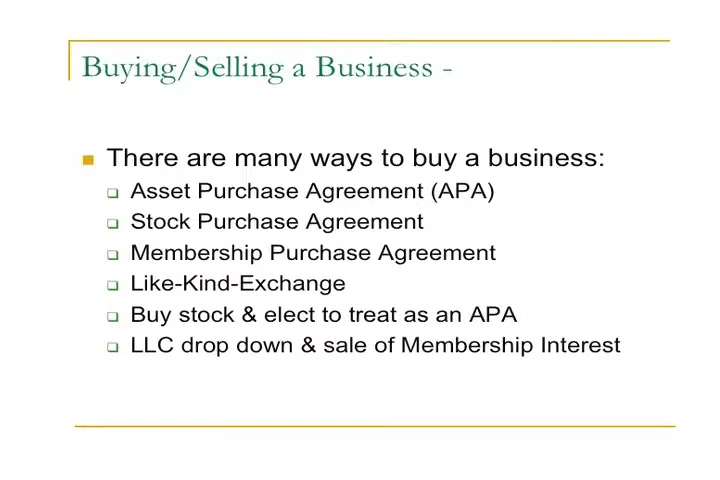 Buying/Selling a Business -
There are many ways to buy a business:
Asset Purchase Agreement (APA)
Stock Purchase Agreement
Membership Purchase Agreement
Like-Kind-Exchange
Buy stock & elect to treat as an APA
LLC drop down & sale of Membership Interest